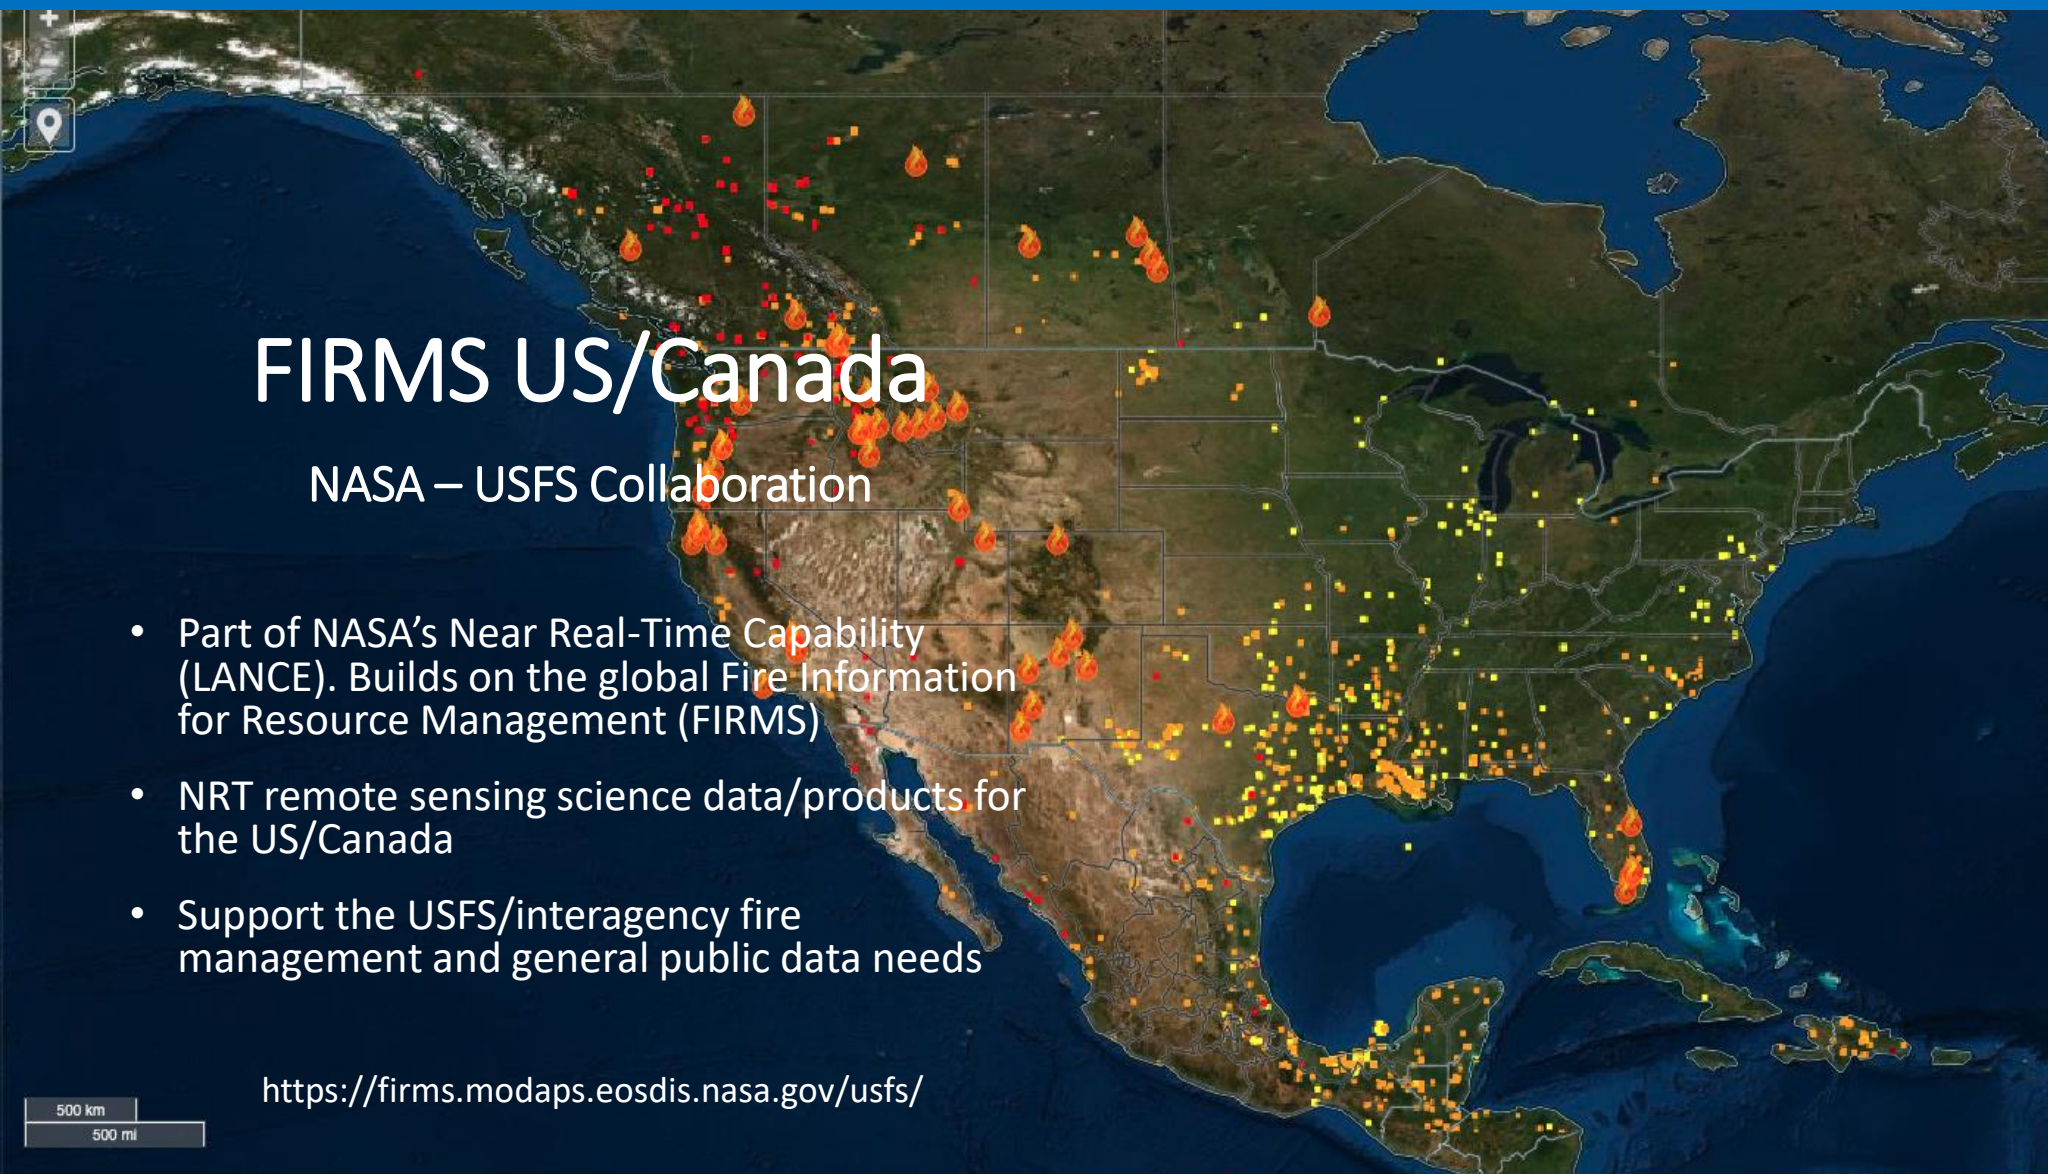 +
FIRMS US/Canada
NASA – USFS Collaboration
• Part of NASA’s Near Real-Time Capability
(LANCE). Builds on the global Fire Information
for Resource Management (FIRMS)
• NRT remote sensing science data/products for
the US/Canada
• Support the USFS/interagency fire
management and general public data needs
https://firms.modaps.eosdis.nasa.gov/usfs/
500 km
500 mi